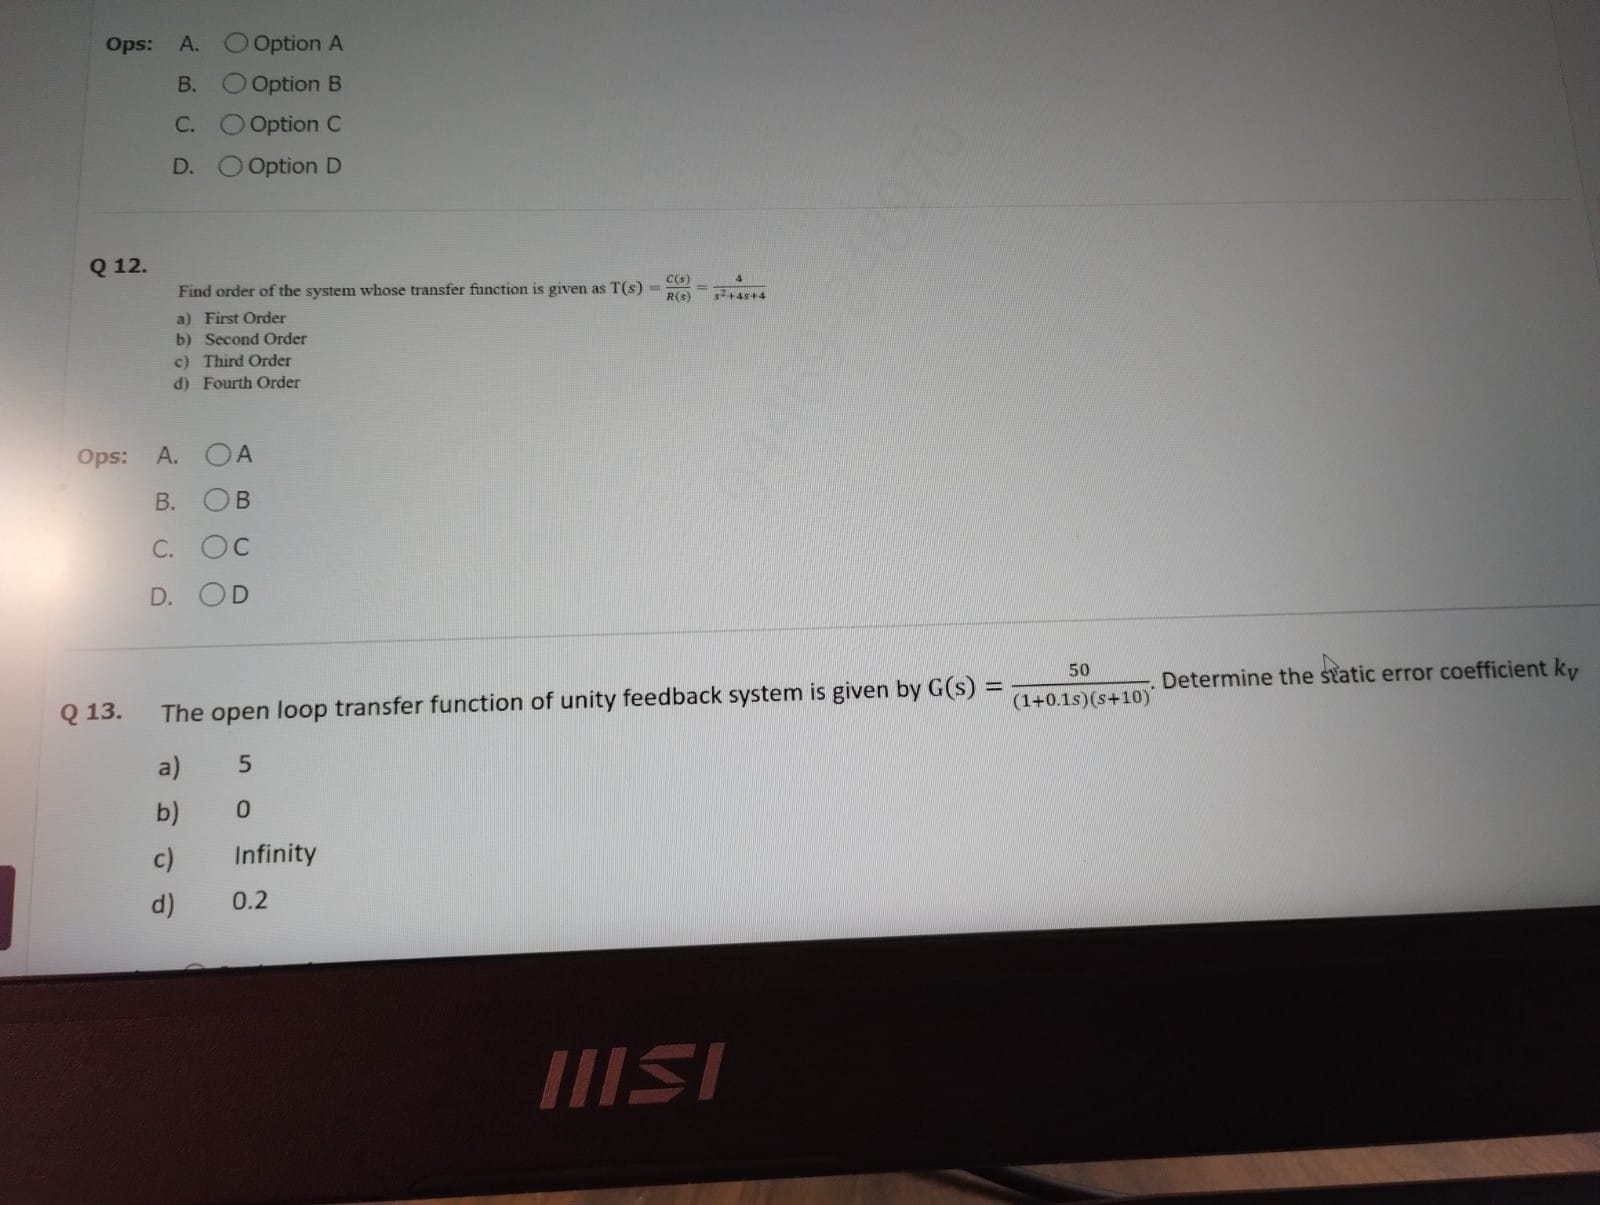 Ops: A. Option A
B. Option B
C. Option C
D. Option D
Q 12.
Find order of the system whose transfer function is given as T(s) = C(s)/R(s) = 4/s²+4s+4
a) First Order
b) Second Order
c) Third Order
d) Fourth Order
Ops: A. A
B. B
C. C
D. D
Q 13. The open loop transfer function of unity feedback system is given by G(s) = 50/(1+0.1s)(s+10). Determine the static error coefficient kv
a) 5
b) 0
c) Infinity
d) 0.2
msi